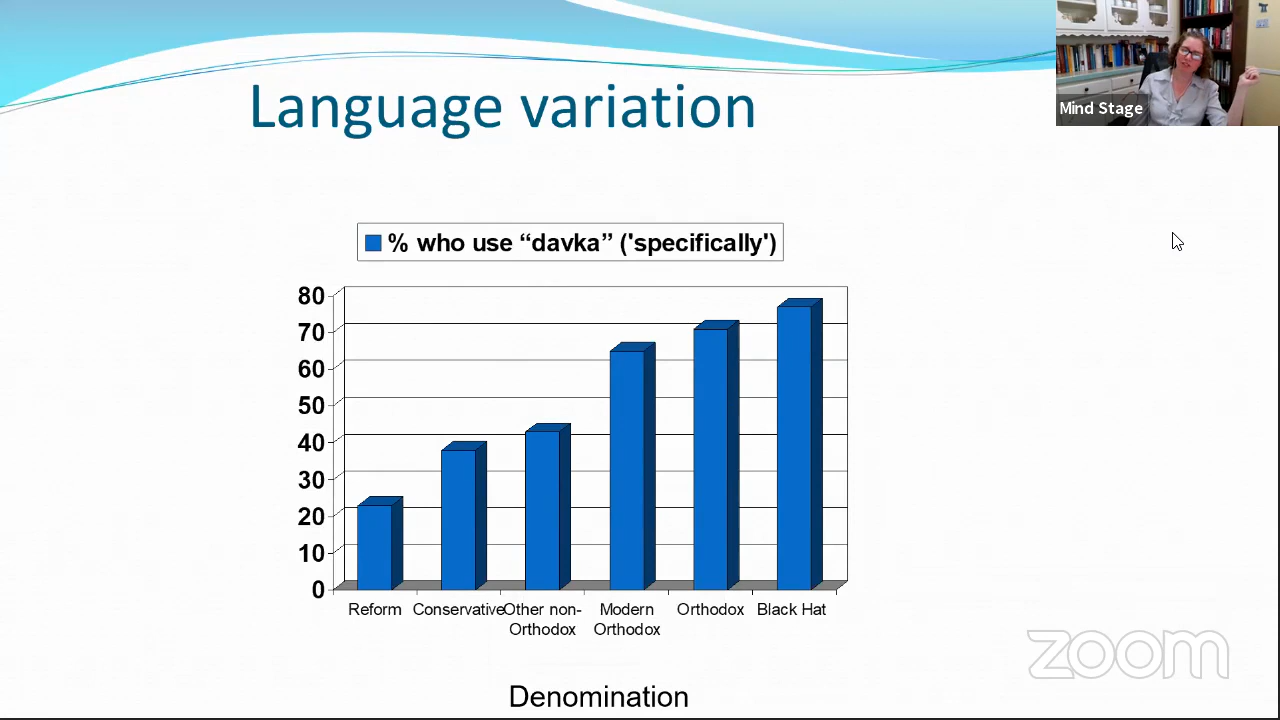 Language variation
Mind Stage
% who use “davka” ('specifically')
80
70
60
50
40
30
20
10
0
Reform
Conservative
Other non-
Orthodox
Modern
Orthodox
Orthodox
Black Hat
Denomination
zoom